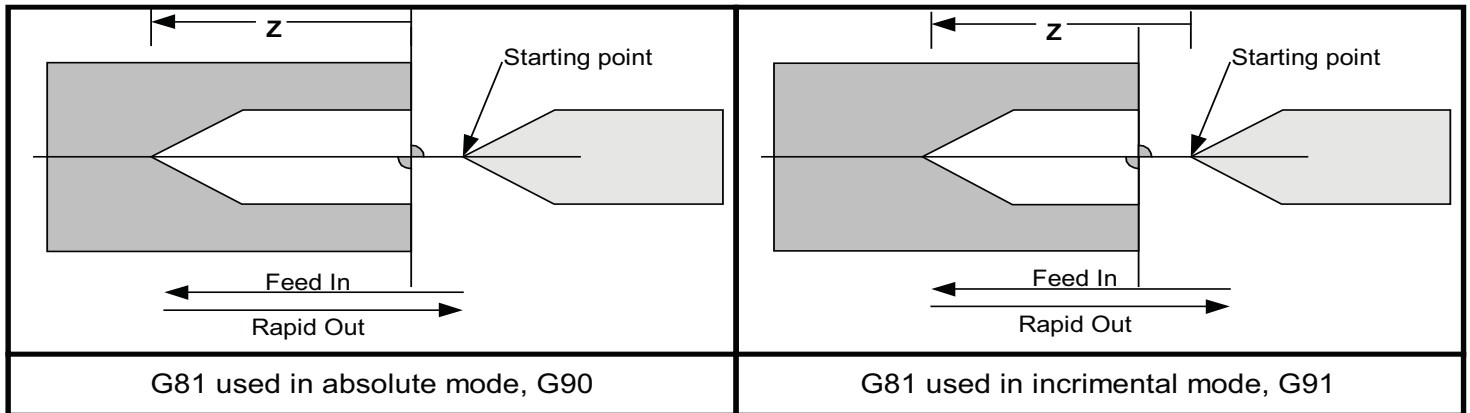 Z
Starting point
Feed In
Rapid Out
G81 used in absolute mode, G90
Z
Starting point
Feed In
Rapid Out
G81 used in incrimental mode, G91